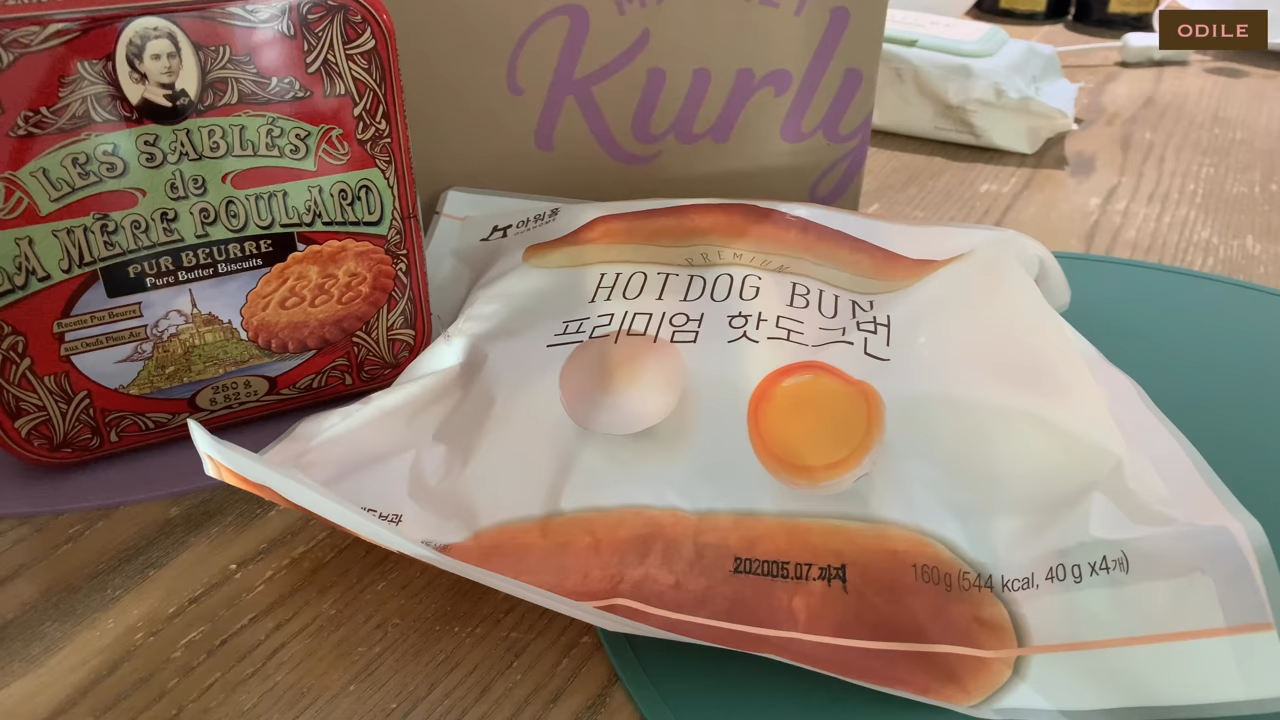 ODILE
Kurly
LES SABLÉS
de
LA MÈRE POULARD
PUR BEURRE
Pure Butter Biscuits
1888
Recette Pur Beurre
aux Oeufs Plein Air
250 g
8.82 oz
아워홈
OURHOME
PREMIUM
HOTDOG BUN
프리미엄 핫도그번
202005.07.까지
160g (544 kcal, 40g x4개)